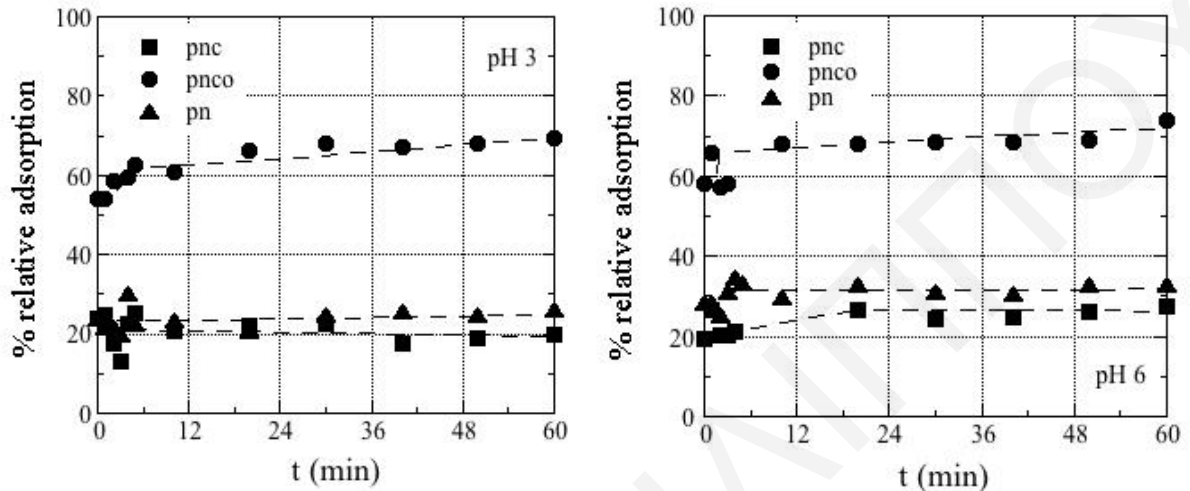 % relative adsorption
100
80
60
40
20
0
pnc
pnco
pn
pH 3
0 12 24 36 48 60
t (min)
% relative adsorption
100
80
60
40
20
0
pnc
pnco
pn
pH 6
0 12 24 36 48 60
t (min)